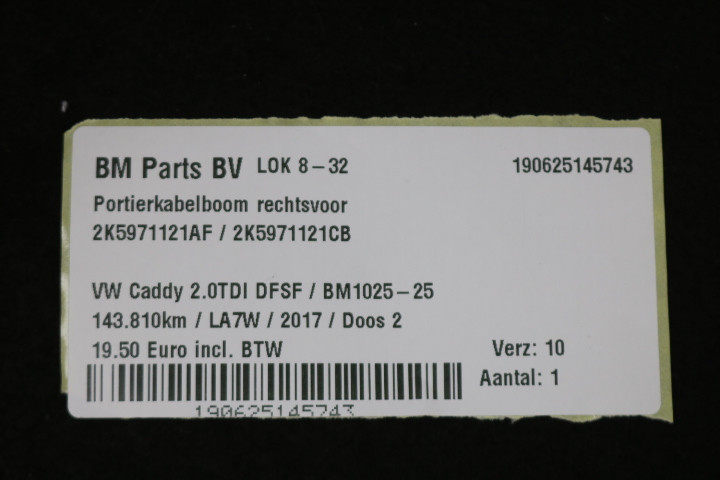 BM Parts BV LOK 8-32 190625145743
Portierkabelboom rechtsvoor
2K5971121AF / 2K5971121CB
VW Caddy 2.0TDI DFSF / BM1025-25
143.810km / LA7W / 2017 / Doos 2
19.50 Euro incl. BTW Verz: 10
Aantal: 1
190625145743